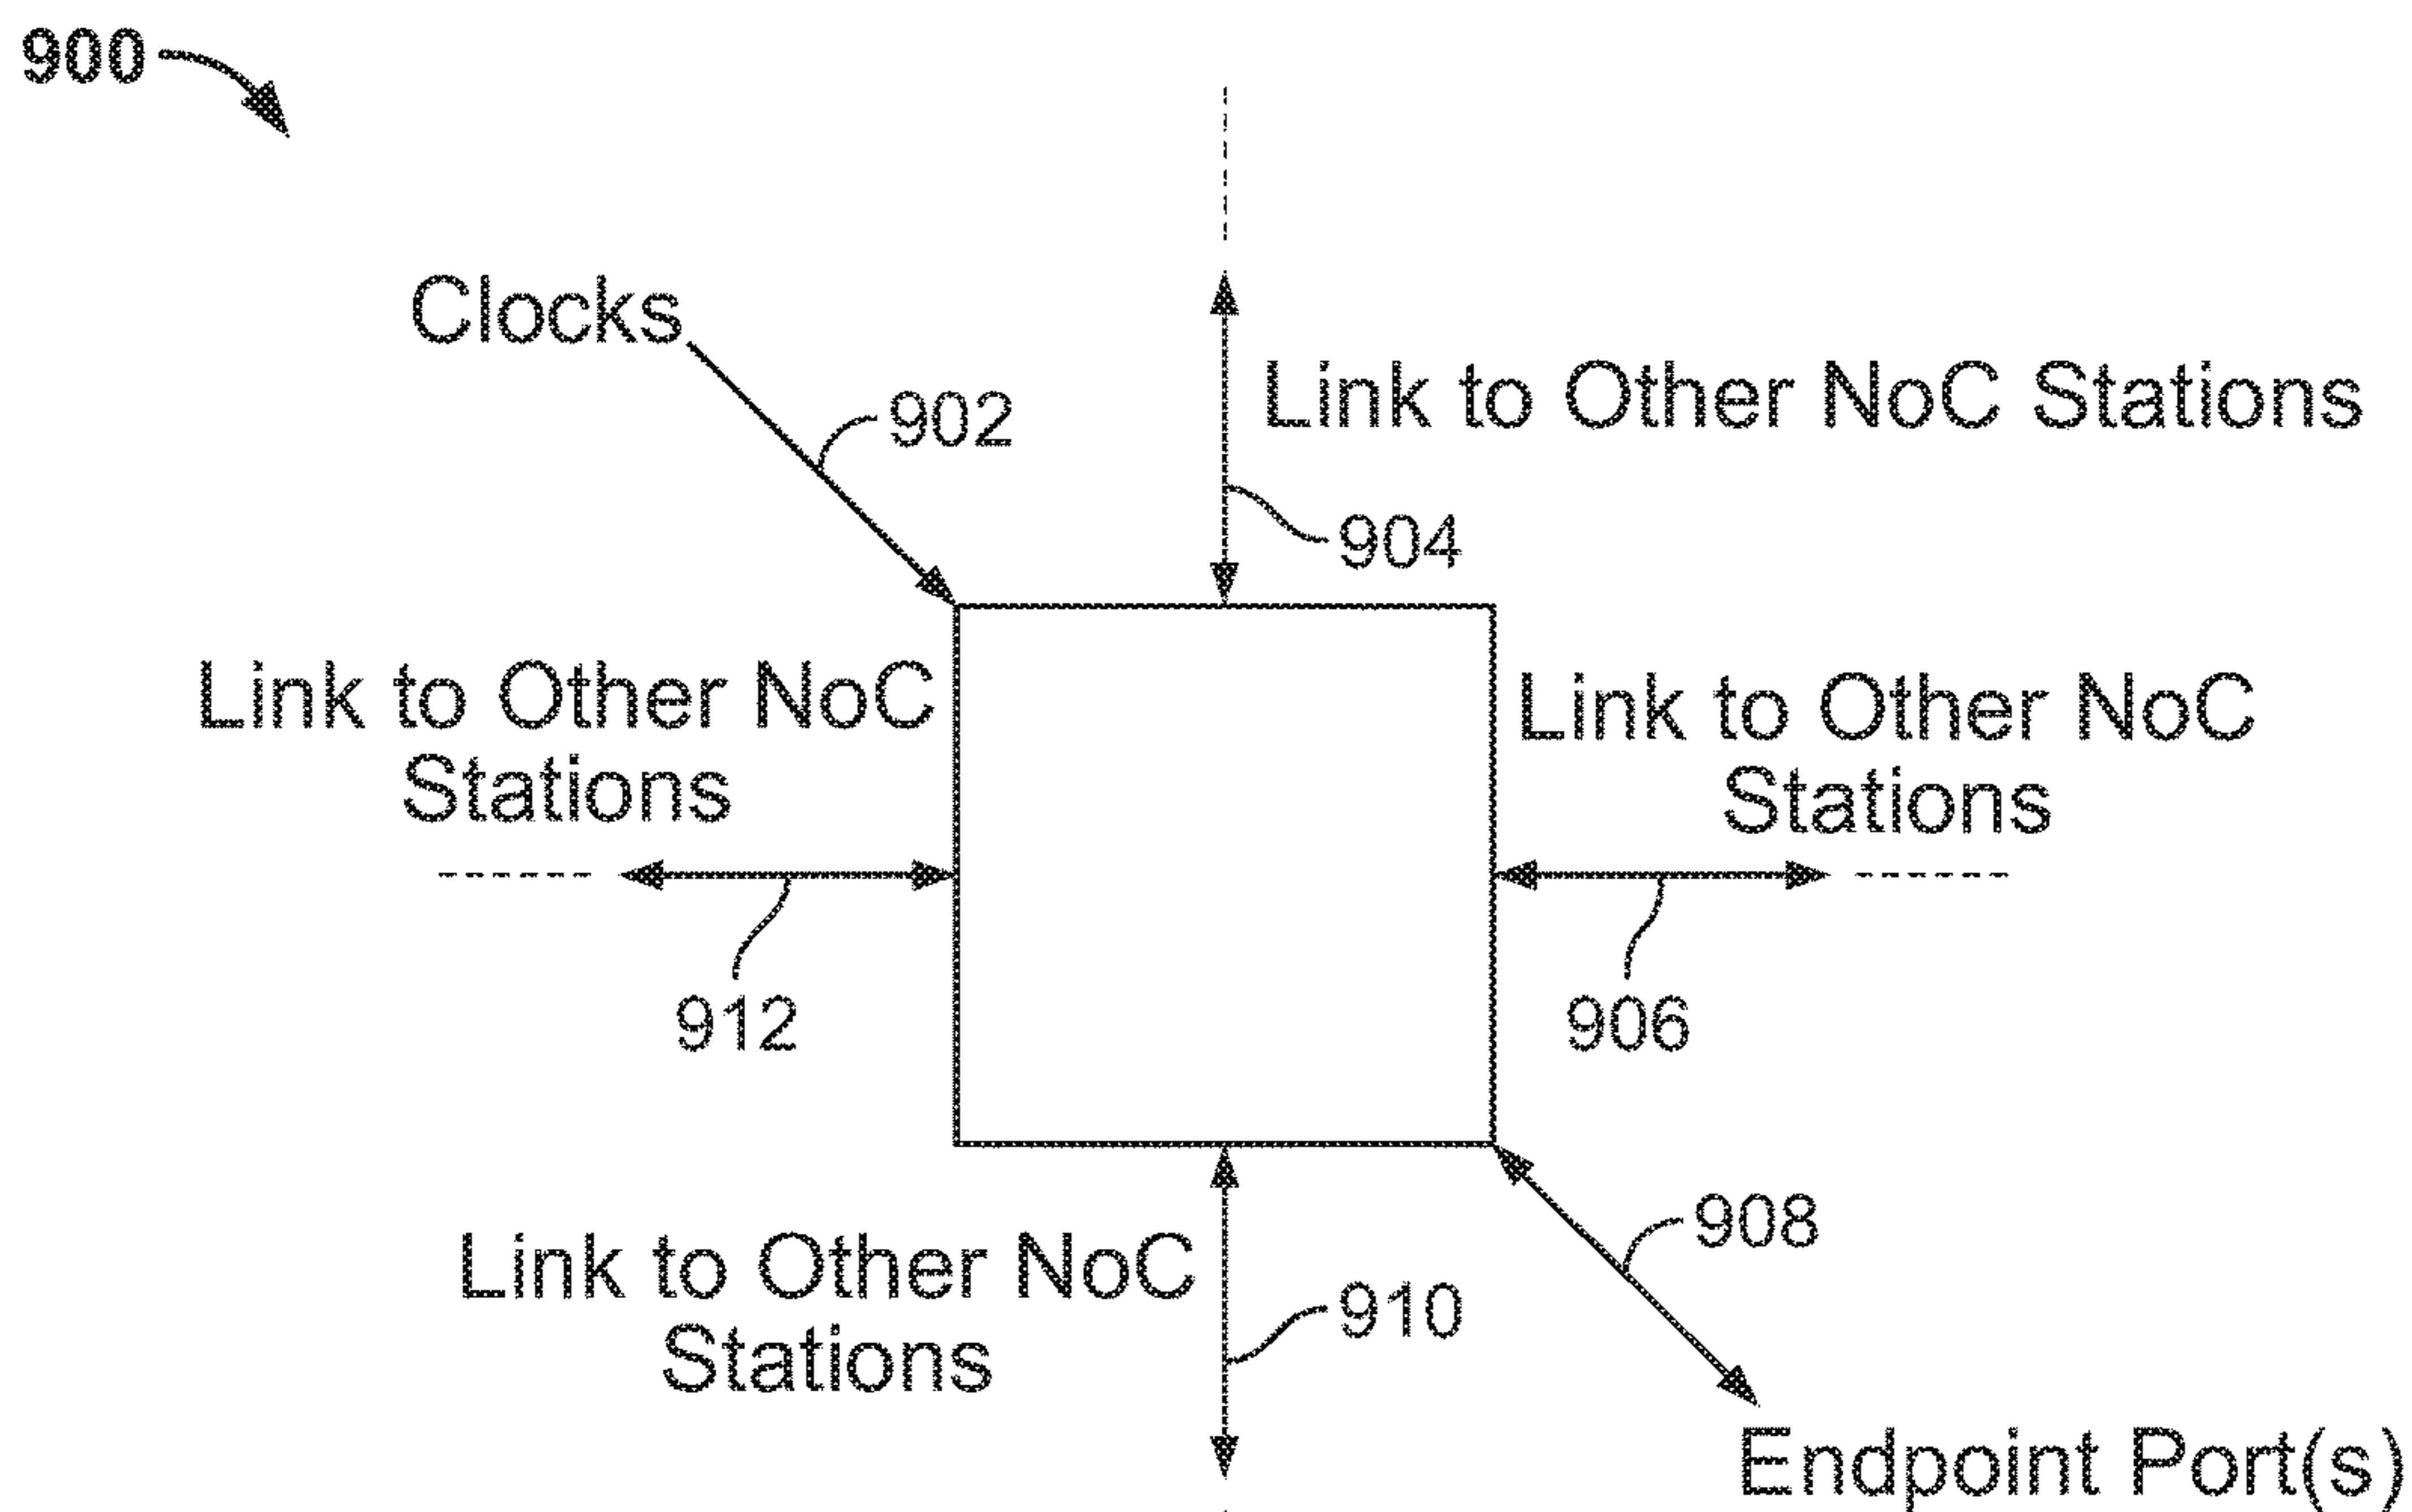 900
Clocks
902
Link to Other NoC Stations
904
Link to Other NoC
Stations
Link to Other NoC
Stations
912
906
908
Link to Other NoC
Stations
910
Endpoint Port(s)